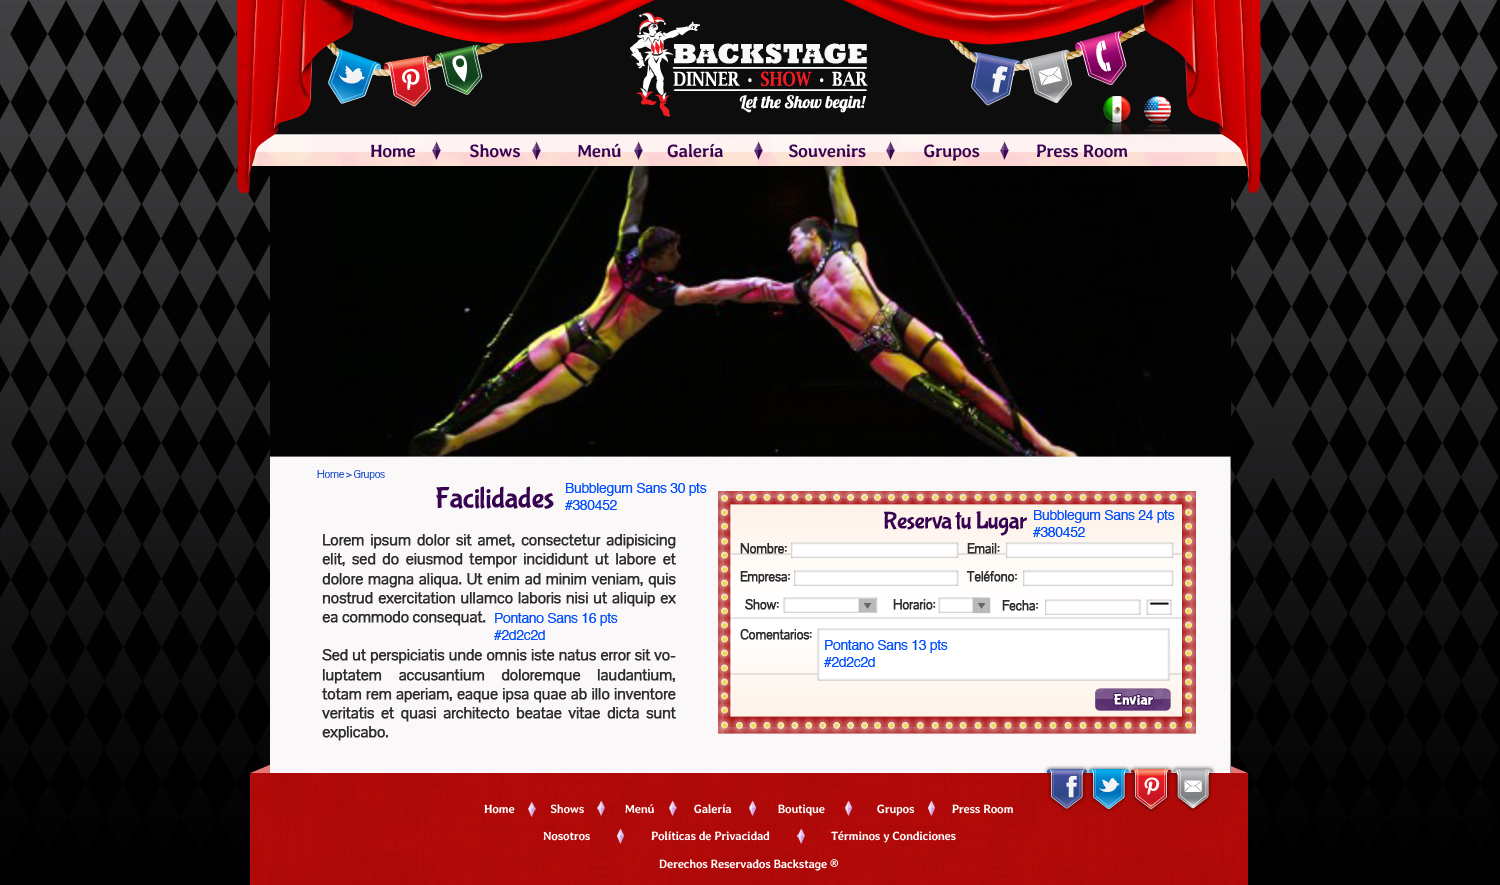 BACKSTAGE
DINNER · SHOW · BAR
Let the Show begin!
Home Shows Menú Galería Souvenirs Grupos Press Room
Home > Grupos
Facilidades
Bubblegum Sans 30 pts
#380452
Lorem ipsum dolor sit amet, consectetur adipisicing
elit, sed do eiusmod tempor incididunt ut labore et
dolore magna aliqua. Ut enim ad minim veniam, quis
nostrud exercitation ullamco laboris nisi ut aliquip ex
ea commodo consequat.
Pontano Sans 16 pts
#2d2c2d
Sed ut perspiciatis unde omnis iste natus error sit vo-
luptatem accusantium doloremque laudantium,
totam rem aperiam, eaque ipsa quae ab illo inventore
veritatis et quasi architecto beatae vitae dicta sunt
explicabo.
Reserva tu Lugar
Bubblegum Sans 24 pts
#380452
Nombre: Email:
Empresa: Teléfono:
Show: Horario: Fecha:
Comentarios:
Pontano Sans 13 pts
#2d2c2d
Enviar
Home Shows Menú Galería Boutique Grupos Press Room
Nosotros Políticas de Privacidad Términos y Condiciones
Derechos Reservados Backstage ®